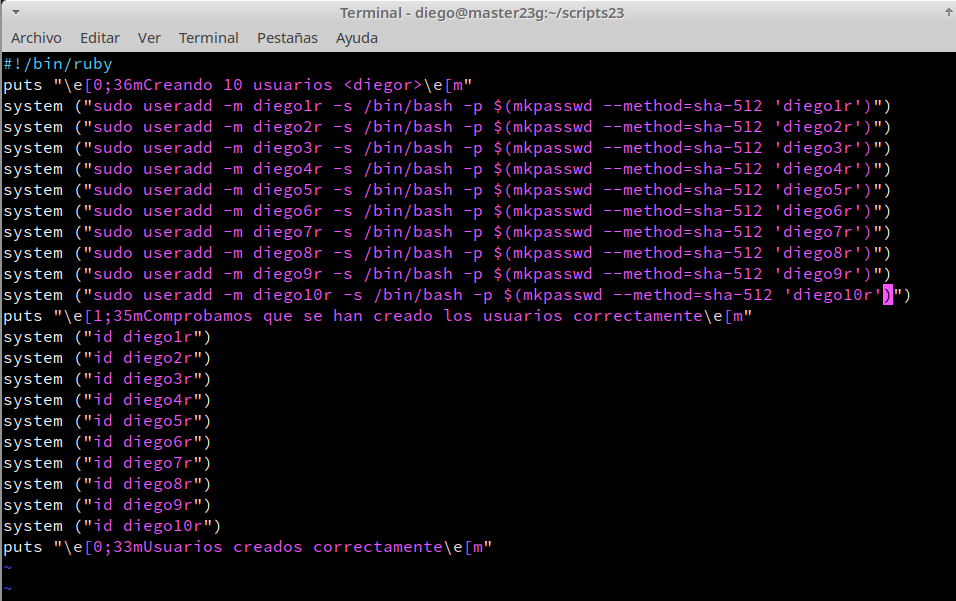 Terminal - diego@master23g:~/scripts23
Archivo Editar Ver Terminal Pestañas Ayuda
#!/bin/ruby
puts "\e[0;36mCreando 10 usuarios <diegor>\e[m"
system ("sudo useradd -m diego1r -s /bin/bash -p $(mkpasswd --method=sha-512 'diego1r')")
system ("sudo useradd -m diego2r -s /bin/bash -p $(mkpasswd --method=sha-512 'diego2r')")
system ("sudo useradd -m diego3r -s /bin/bash -p $(mkpasswd --method=sha-512 'diego3r')")
system ("sudo useradd -m diego4r -s /bin/bash -p $(mkpasswd --method=sha-512 'diego4r')")
system ("sudo useradd -m diego5r -s /bin/bash -p $(mkpasswd --method=sha-512 'diego5r')")
system ("sudo useradd -m diego6r -s /bin/bash -p $(mkpasswd --method=sha-512 'diego6r')")
system ("sudo useradd -m diego7r -s /bin/bash -p $(mkpasswd --method=sha-512 'diego7r')")
system ("sudo useradd -m diego8r -s /bin/bash -p $(mkpasswd --method=sha-512 'diego8r')")
system ("sudo useradd -m diego9r -s /bin/bash -p $(mkpasswd --method=sha-512 'diego9r')")
system ("sudo useradd -m diego10r -s /bin/bash -p $(mkpasswd --method=sha-512 'diego10r')")
puts "\e[1;35mComprobamos que se han creado los usuarios correctamente\e[m"
system ("id diego1r")
system ("id diego2r")
system ("id diego3r")
system ("id diego4r")
system ("id diego5r")
system ("id diego6r")
system ("id diego7r")
system ("id diego8r")
system ("id diego9r")
system ("id diego10r")
puts "\e[0;33mUsuarios creados correctamente\e[m"
~
~